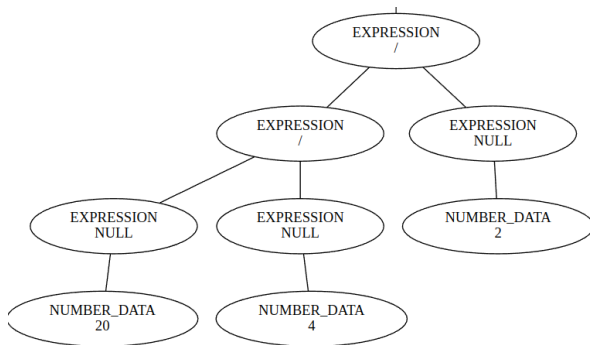 EXPRESSION
/
EXPRESSION
/
EXPRESSION
NULL
EXPRESSION
NULL
EXPRESSION
NULL
NUMBER_DATA
2
NUMBER_DATA
20
NUMBER_DATA
4